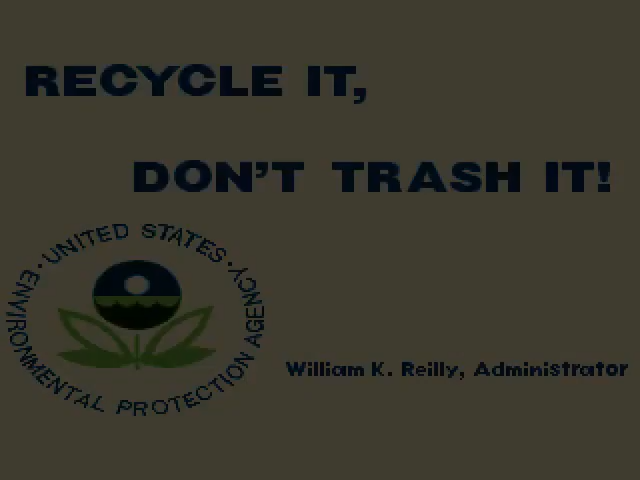 RECYCLE IT,
DON'T TRASH IT!
· UNITED STATES ·
ENVIRONMENTAL PROTECTION AGENCY
William K. Reilly, Administrator